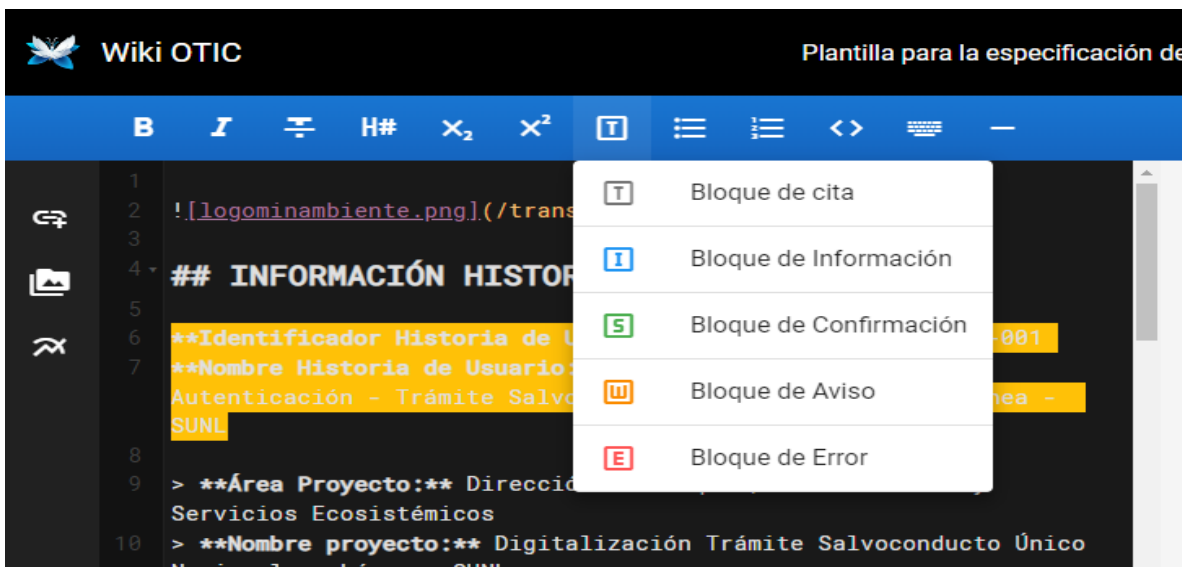 Wiki OTIC
Plantilla para la especificación de
B I H# X₂ X² T <>
1
2 ![logominambiente.png](/trans
3
4 ## INFORMACIÓN HISTOR
5
6 **Identificador Historia de U -001
7 **Nombre Historia de Usuario:
Autenticación - Trámite Salvo nea -
SUNL
8
9 > **Área Proyecto:** Direcció
Servicios Ecosistémicos
10 > **Nombre proyecto:** Digitalización Trámite Salvoconducto Único
T Bloque de cita
I Bloque de Información
S Bloque de Confirmación
W Bloque de Aviso
E Bloque de Error